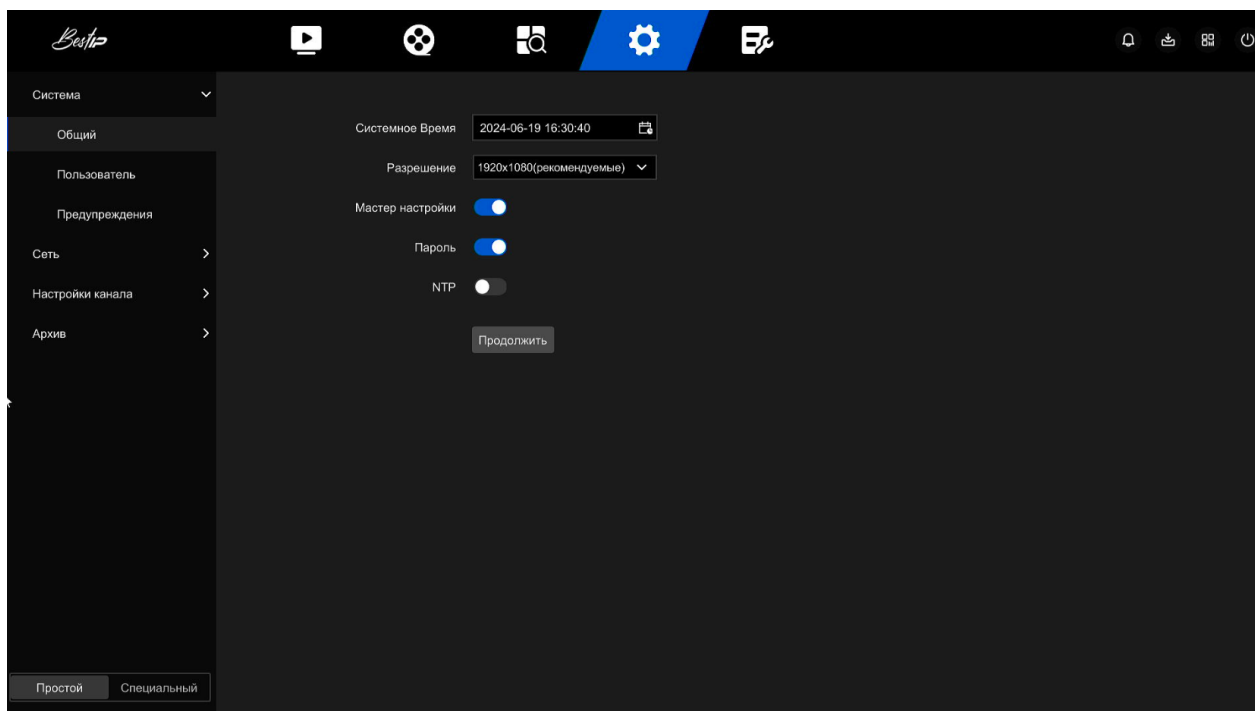 Bestip
Система
Общий
Пользователь
Предупреждения
Сеть
Настройки канала
Архив
Системное Время 2024-06-19 16:30:40
Разрешение 1920x1080(рекомендуемые)
Мастер настройки
Пароль
NTP
Продолжить
Простой Специальный